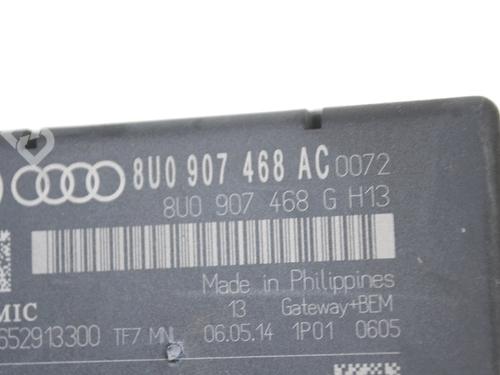 8U0 907 468 AC 0072
8U0 907 468 G H13
Made in Philippines
13 Gateway+BEM
MIC
652913300 TF7 MNL 06.05.14 1P01 0605